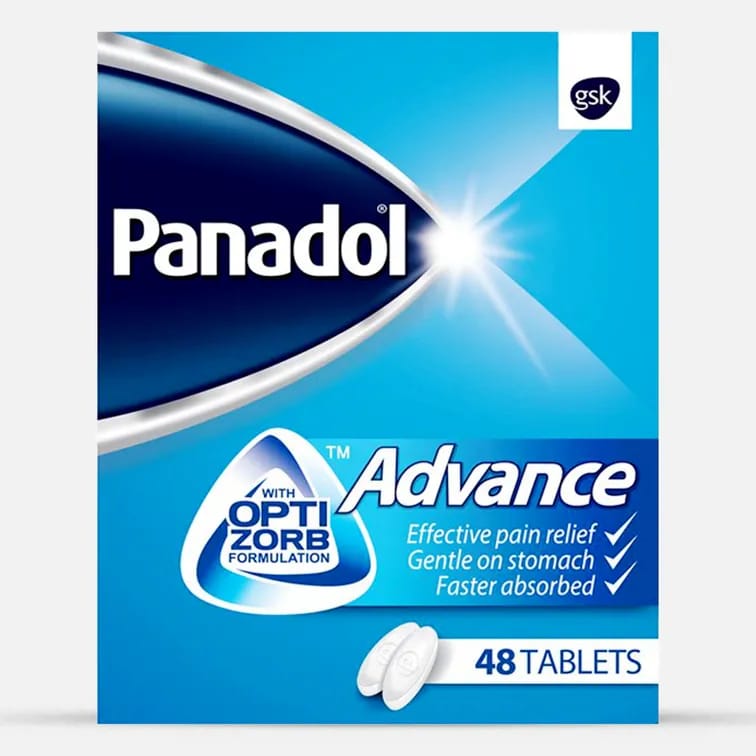 gsk
Panadol®
Advance
WITH
OPTI
ZORB
FORMULATION
™
Effective pain relief ✓
Gentle on stomach ✓
Faster absorbed ✓
48 TABLETS